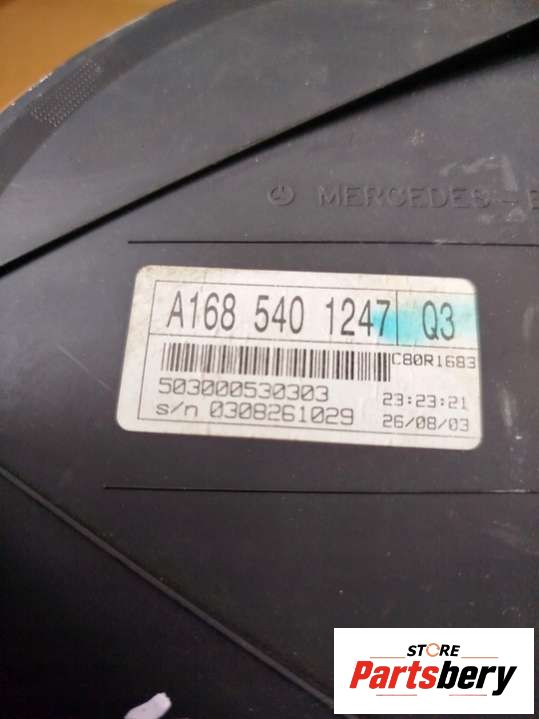 MERCEDES-B
A168 540 1247 Q3
C80R1683
503000530303 23:23:21
s/n 0308261029 26/08/03
STORE
Partsbery